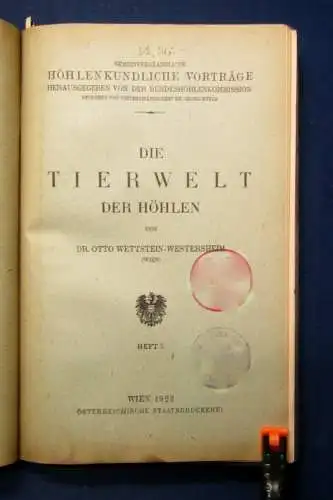 HÖHLENKUNDLICHE VORTRÄGE
HERAUSGEGEBEN VON DER BUNDESHÖHLENKOMMISSION
DIE
TIERWELT
DER HÖHLEN
VON
DR. OTTO WETTSTEIN-WESTERSHEIM
(WIEN)
HEFT
WIEN 1923
ÖSTERREICHISCHE STAATSDRUCKEREI